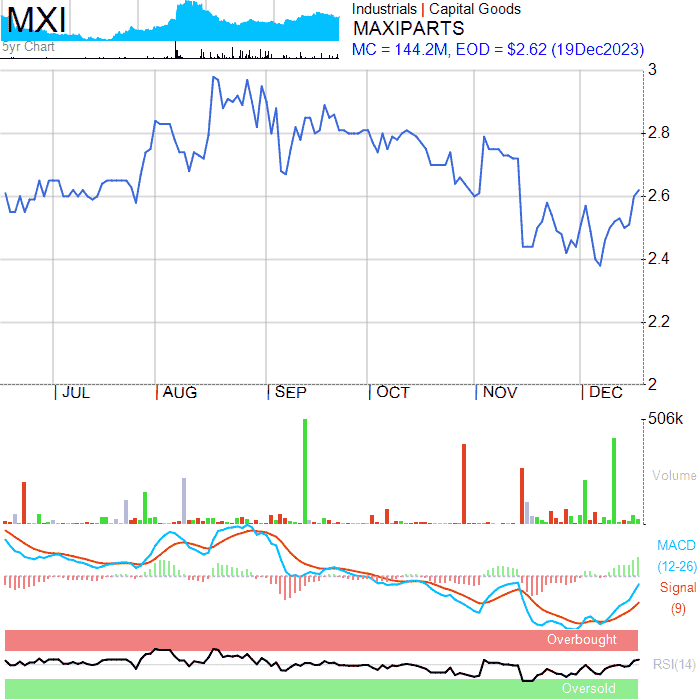 MXI
5yr Chart
Industrials | Capital Goods
MAXIPARTS
MC = 144.2M, EOD = $2.62 (19Dec2023)
3
2.8
2.6
2.4
2.2
2
JUL AUG SEP OCT NOV DEC
506k
Volume
MACD
(12-26)
Signal
(9)
Overbought
RSI(14)
Oversold